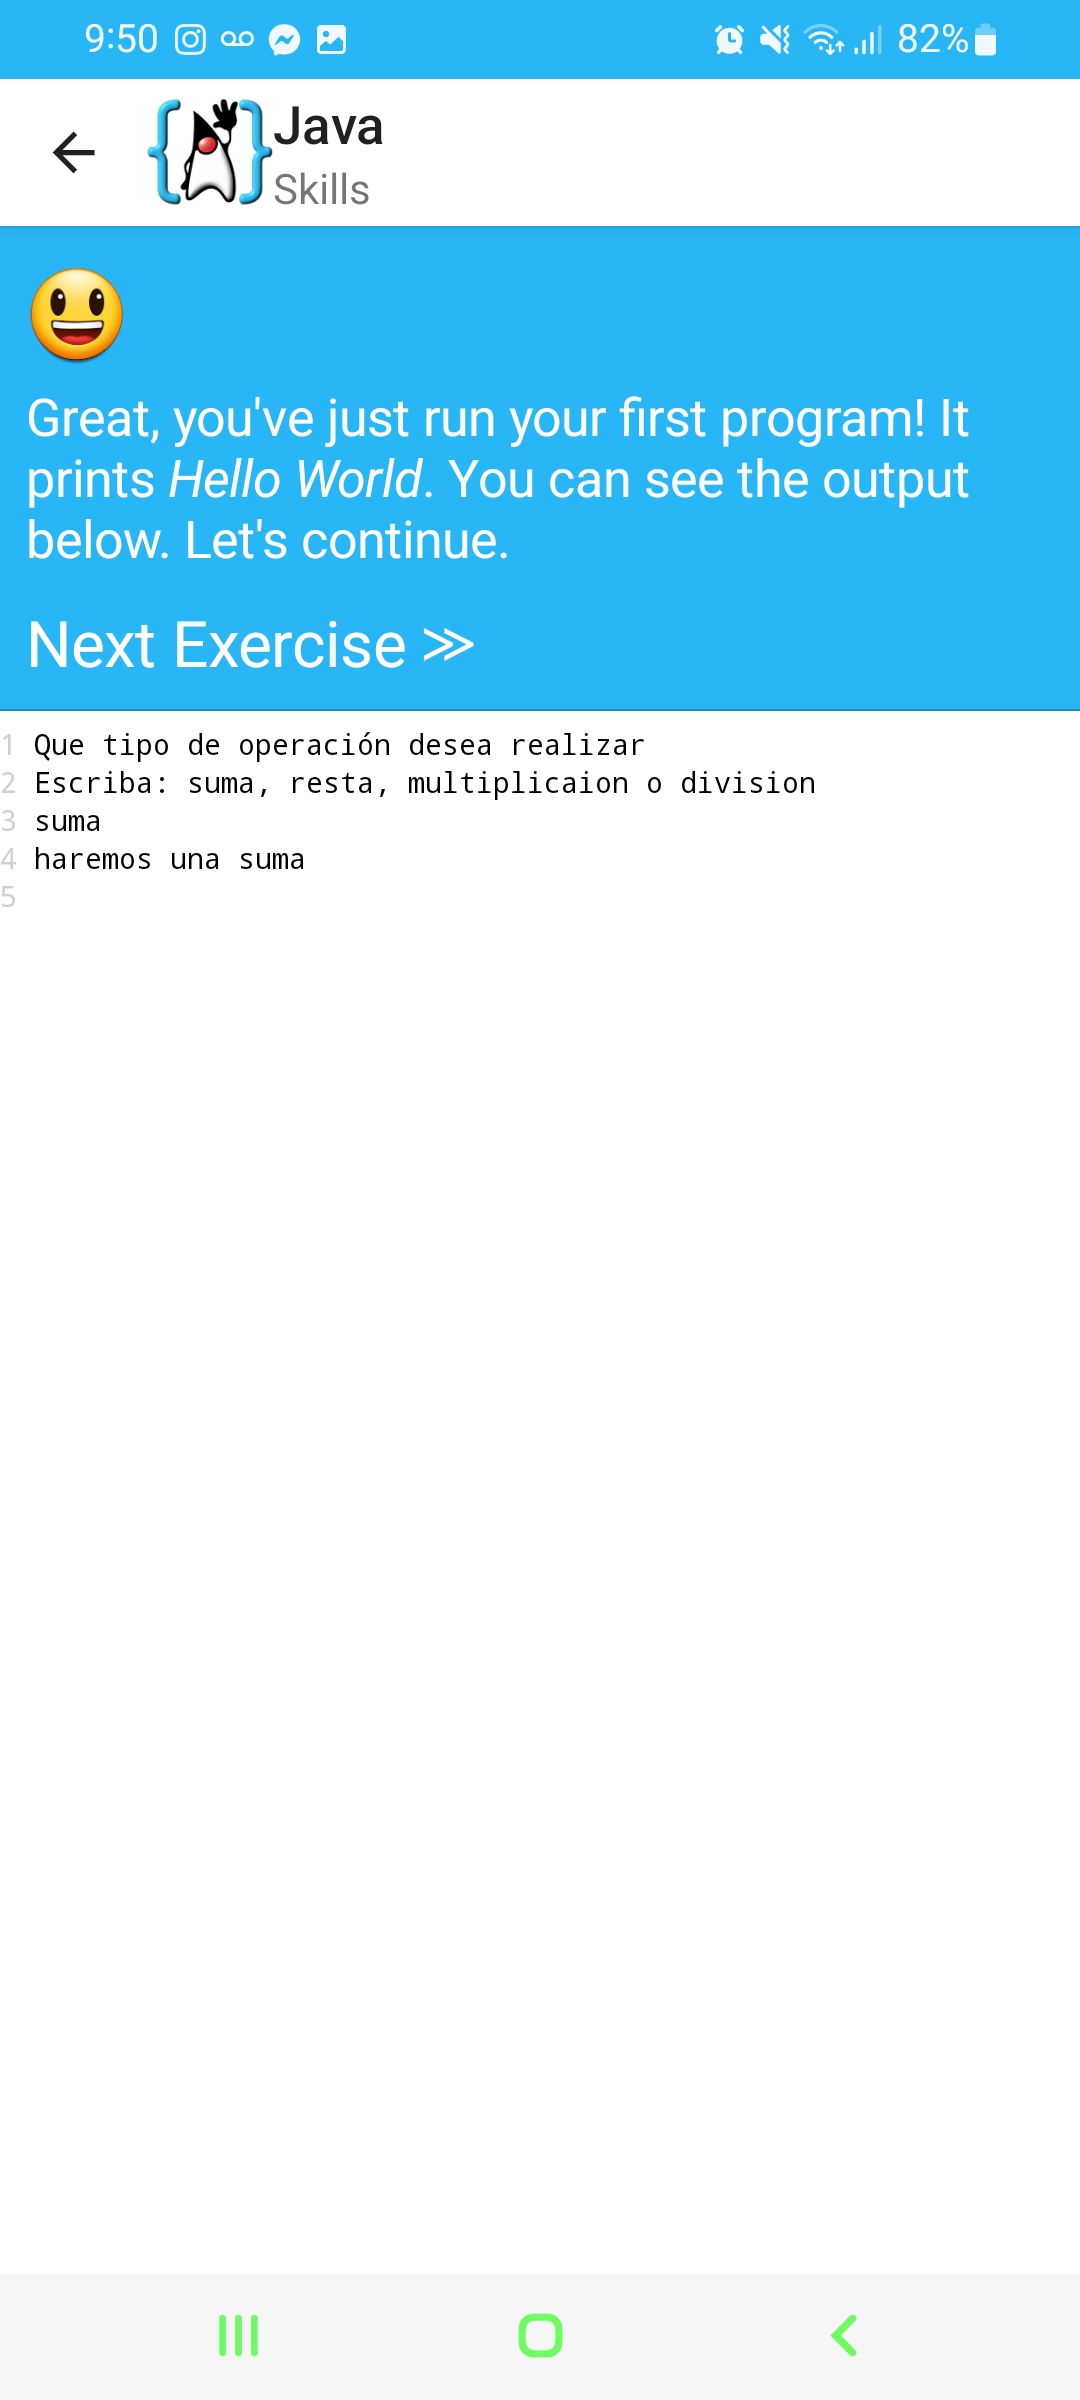 9:50 82%
Java
Skills
Great, you've just run your first program! It
prints Hello World. You can see the output
below. Let's continue.
Next Exercise ≫
1 Que tipo de operación desea realizar
2 Escriba: suma, resta, multiplicaion o division
3 suma
4 haremos una suma
5